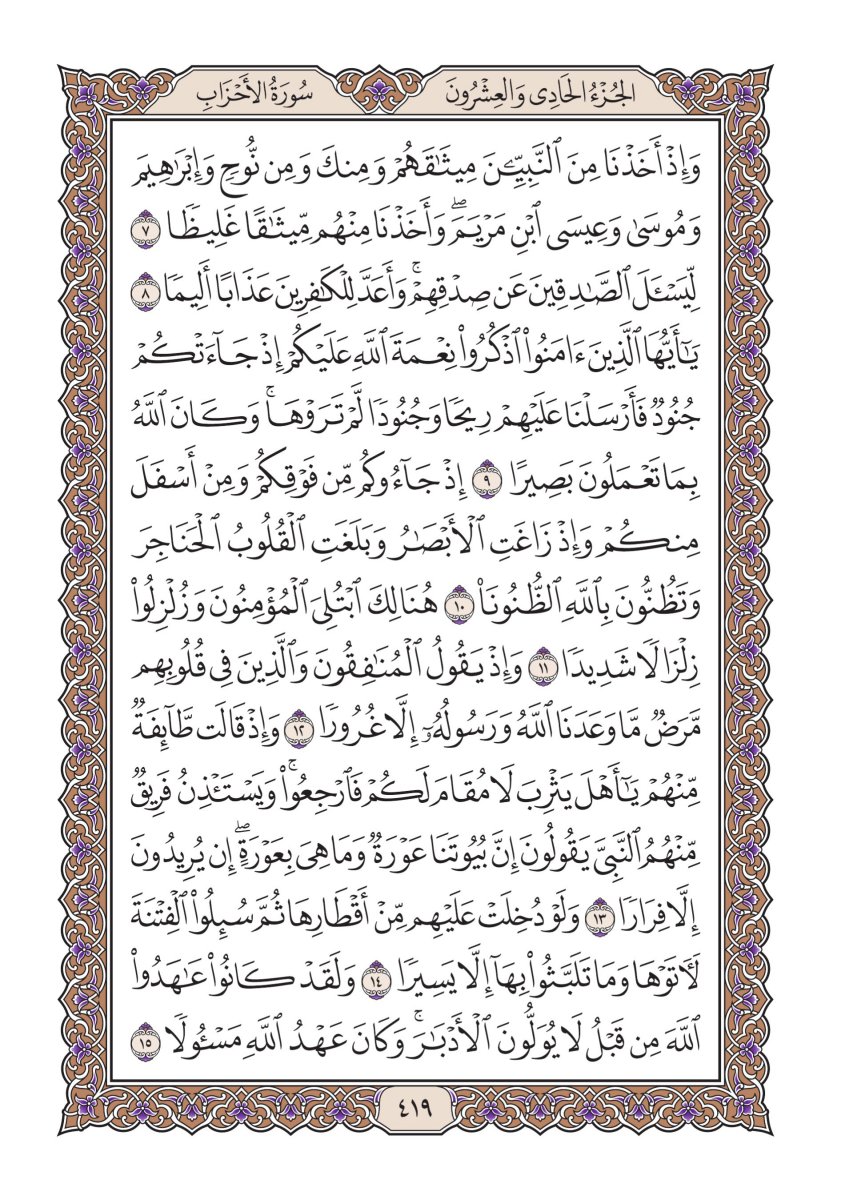 الجُزْءُ الحَادِى وَالعِشْرُونَ
سُورَةُ الأَحْزَابِ
وَإِذْ أَخَذْنَا مِنَ ٱلنَّبِيِّـۧنَ مِيثَـٰقَهُمْ وَمِنكَ وَمِن نُّوحٍ وَإِبْرَٰهِيمَ
وَمُوسَىٰ وَعِيسَى ٱبْنِ مَرْيَمَ ۖ وَأَخَذْنَا مِنْهُم مِّيثَـٰقًا غَلِيظًا ٧
لِّيَسْـَٔلَ ٱلصَّـٰدِقِينَ عَن صِدْقِهِمْ ۚ وَأَعَدَّ لِلْكَـٰفِرِينَ عَذَابًا أَلِيمًا ٨
يَـٰٓأَيُّهَا ٱلَّذِينَ ءَامَنُوا۟ ٱذْكُرُوا۟ نِعْمَةَ ٱللَّهِ عَلَيْكُمْ إِذْ جَآءَتْكُمْ
جُنُودٌ فَأَرْسَلْنَا عَلَيْهِمْ رِيحًا وَجُنُودًا لَّمْ تَرَوْهَا ۚ وَكَانَ ٱللَّهُ
بِمَا تَعْمَلُونَ بَصِيرًا ٩ إِذْ جَآءُوكُم مِّن فَوْقِكُمْ وَمِنْ أَسْفَلَ
مِنكُمْ وَإِذْ زَاغَتِ ٱلْأَبْصَـٰرُ وَبَلَغَتِ ٱلْقُلُوبُ ٱلْحَنَاجِرَ
وَتَظُنُّونَ بِٱللَّهِ ٱلظُّنُونَا۠ ١٠ هُنَالِكَ ٱبْتُلِىَ ٱلْمُؤْمِنُونَ وَزُلْزِلُوا۟
زِلْزَالًا شَدِيدًا ١١ وَإِذْ يَقُولُ ٱلْمُنَـٰفِقُونَ وَٱلَّذِينَ فِى قُلُوبِهِم
مَّرَضٌ مَّا وَعَدَنَا ٱللَّهُ وَرَسُولُهُۥٓ إِلَّا غُرُورًا ١٢ وَإِذْ قَالَت طَّآئِفَةٌ
مِّنْهُمْ يَـٰٓأَهْلَ يَثْرِبَ لَا مُقَامَ لَكُمْ فَٱرْجِعُوا۟ ۚ وَيَسْتَـْٔذِنُ فَرِيقٌ
مِّنْهُمُ ٱلنَّبِىَّ يَقُولُونَ إِنَّ بُيُوتَنَا عَوْرَةٌ وَمَا هِىَ بِعَوْرَةٍ ۖ إِن يُرِيدُونَ
إِلَّا فِرَارًا ١٣ وَلَوْ دُخِلَتْ عَلَيْهِم مِّنْ أَقْطَارِهَا ثُمَّ سُئِلُوا۟ ٱلْفِتْنَةَ
لَـَٔاتَوْهَا وَمَا تَلَبَّثُوا۟ بِهَآ إِلَّا يَسِيرًا ١٤ وَلَقَدْ كَانُوا۟ عَـٰهَدُوا۟
ٱللَّهَ مِن قَبْلُ لَا يُوَلُّونَ ٱلْأَدْبَـٰرَ ۚ وَكَانَ عَهْدُ ٱللَّهِ مَسْـُٔولًا ١٥
٤١٩